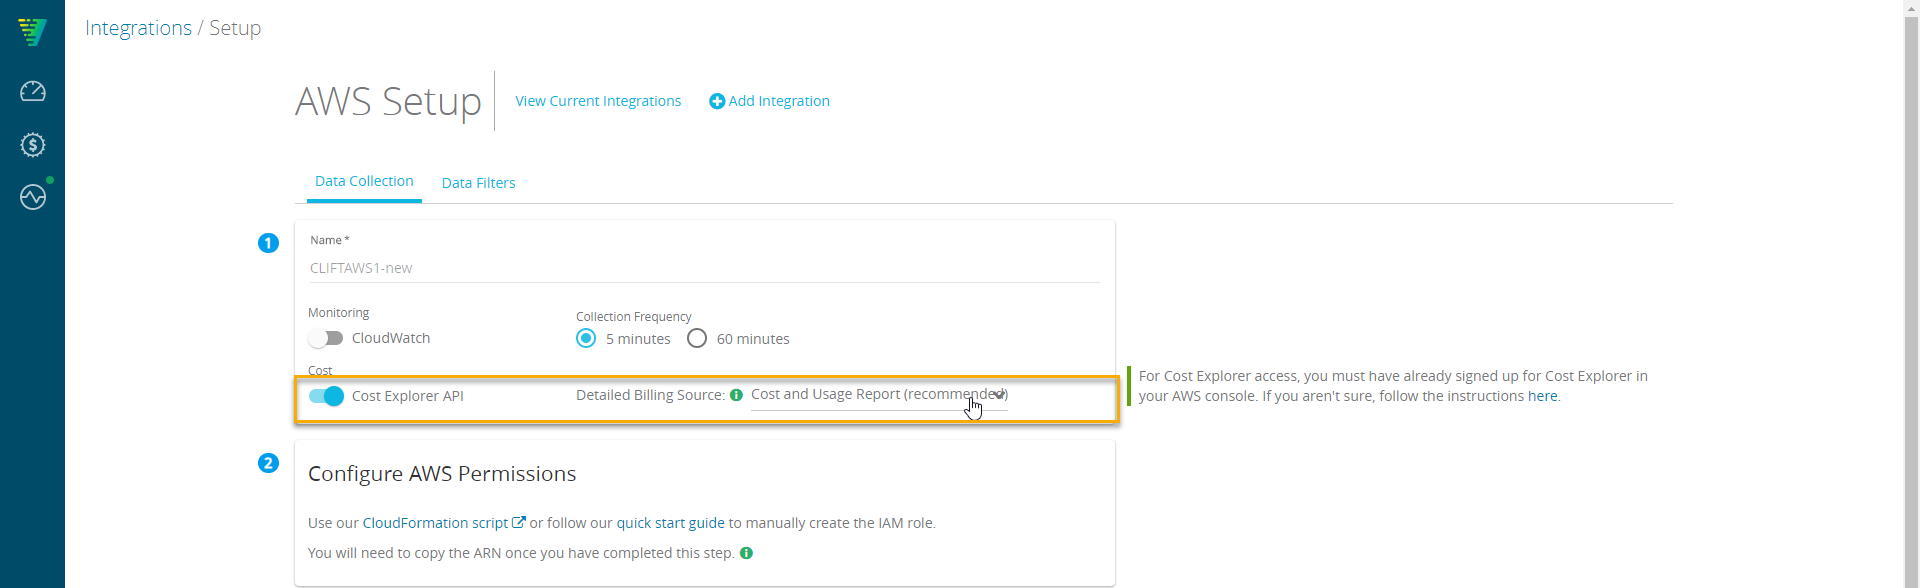 Integrations / Setup
AWS Setup
View Current Integrations
Add Integration
Data Collection
Data Filters
1
Name *
CLIFTAWS1-new
Monitoring
Collection Frequency
CloudWatch
5 minutes
60 minutes
Cost
Cost Explorer API
Detailed Billing Source:
Cost and Usage Report (recommended)
For Cost Explorer access, you must have already signed up for Cost Explorer in
your AWS console. If you aren't sure, follow the instructions here.
2
Configure AWS Permissions
Use our CloudFormation script or follow our quick start guide to manually create the IAM role.
You will need to copy the ARN once you have completed this step.